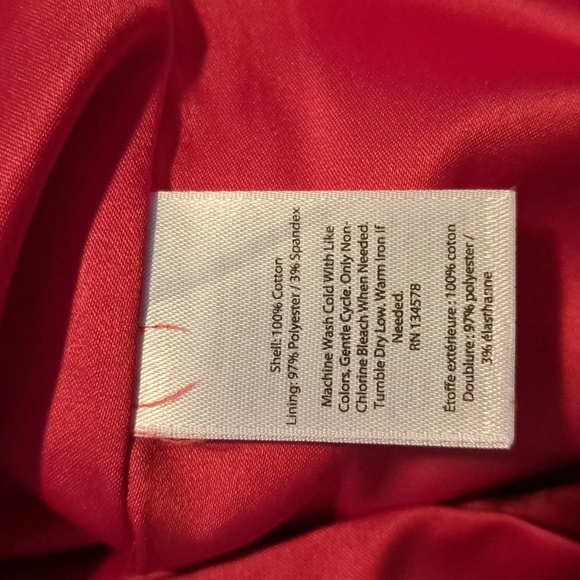 Shell: 100% Cotton
Lining: 97% Polyester / 3% Spandex
Machine Wash Cold With Like
Colors, Gentle Cycle. Only Non-
Chlorine Bleach When Needed.
Tumble Dry Low. Warm Iron If
Needed.
RN 134578
Étoffe extérieure : 100% coton
Doublure : 97% polyester /
3% élasthanne